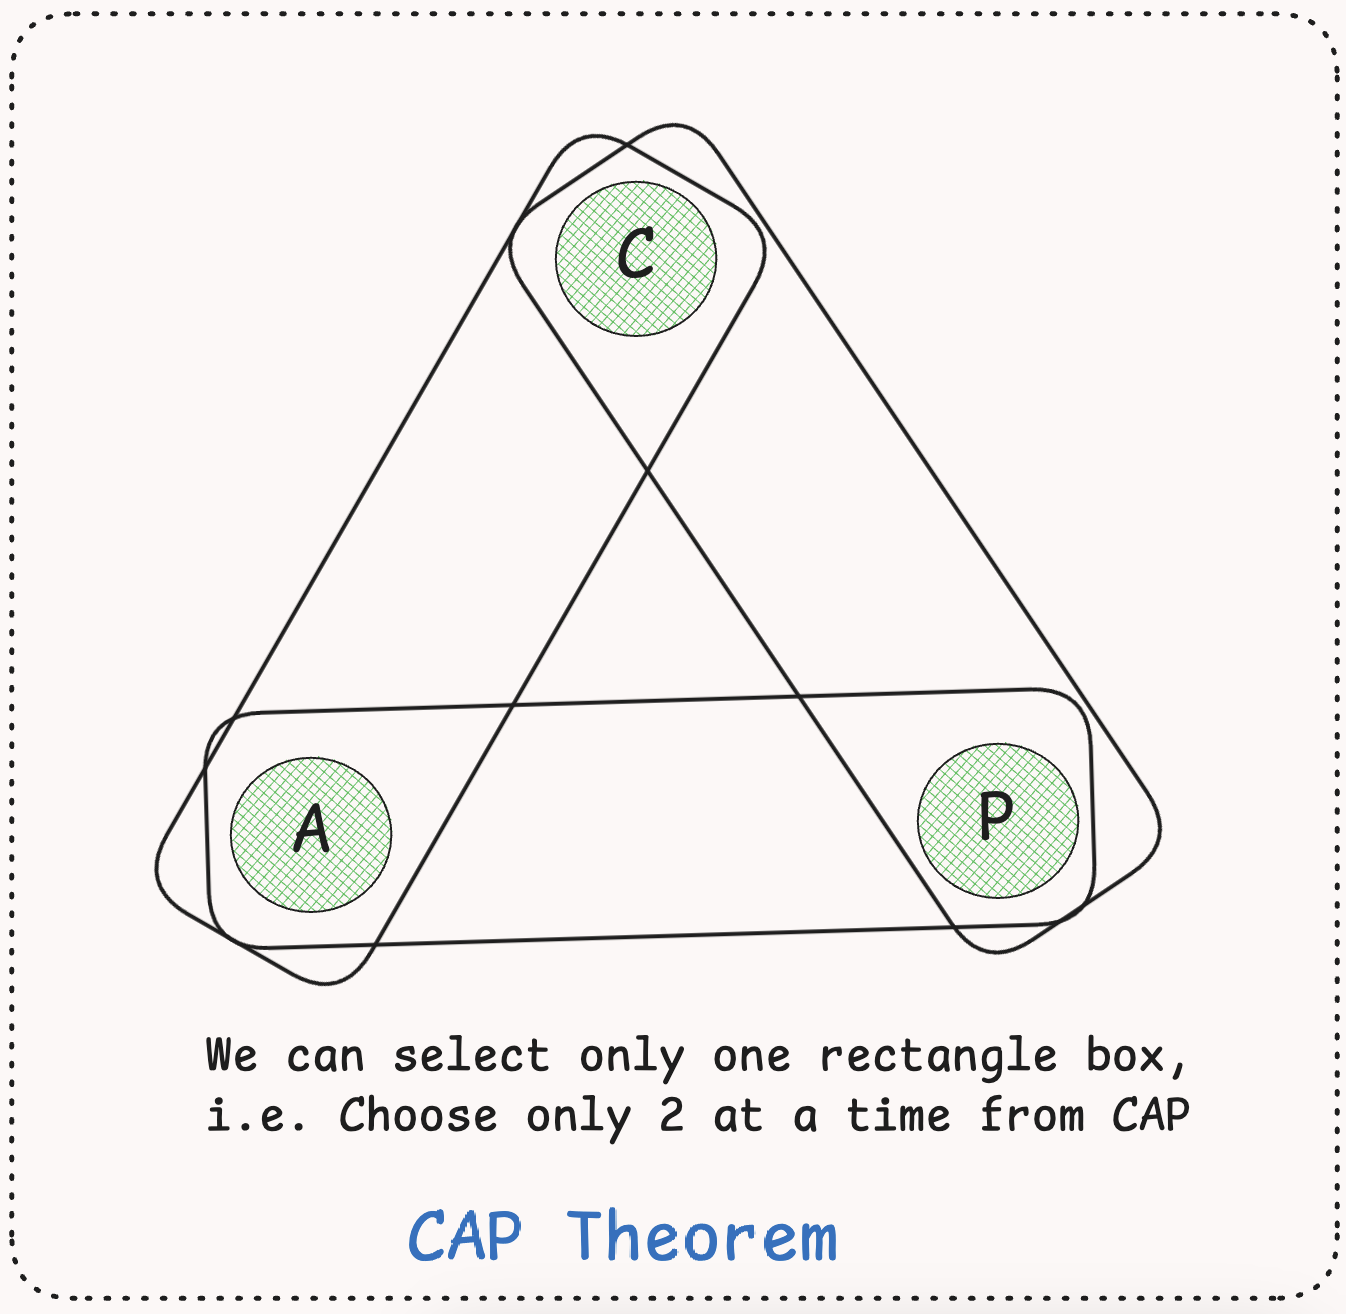 C
A
P
We can select only one rectangle box,
i.e. Choose only 2 at a time from CAP
CAP Theorem